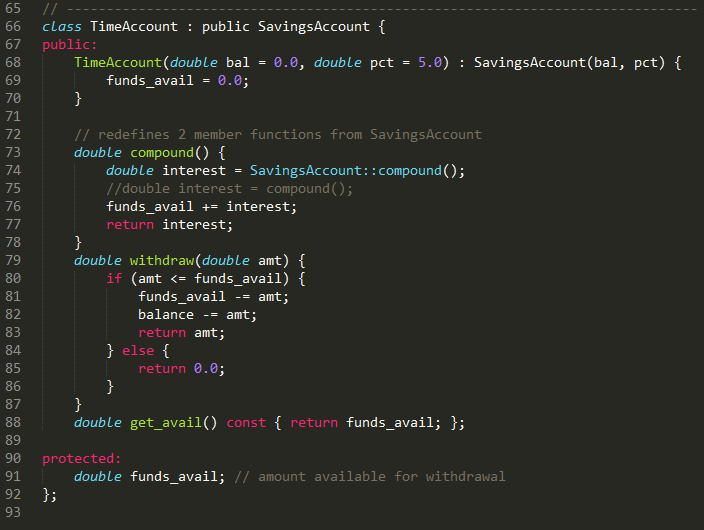 65 // -------------------------------------------------------------------------------
66 class TimeAccount : public SavingsAccount {
67 public:
68     TimeAccount(double bal = 0.0, double pct = 5.0) : SavingsAccount(bal, pct) {
69         funds_avail = 0.0;
70     }
71
72     // redefines 2 member functions from SavingsAccount
73     double compound() {
74         double interest = SavingsAccount::compound();
75         //double interest = compound();
76         funds_avail += interest;
77         return interest;
78     }
79     double withdraw(double amt) {
80         if (amt <= funds_avail) {
81             funds_avail -= amt;
82             balance -= amt;
83             return amt;
84         } else {
85             return 0.0;
86         }
87     }
88     double get_avail() const { return funds_avail; };
89
90 protected:
91     double funds_avail; // amount available for withdrawal
92 };
93